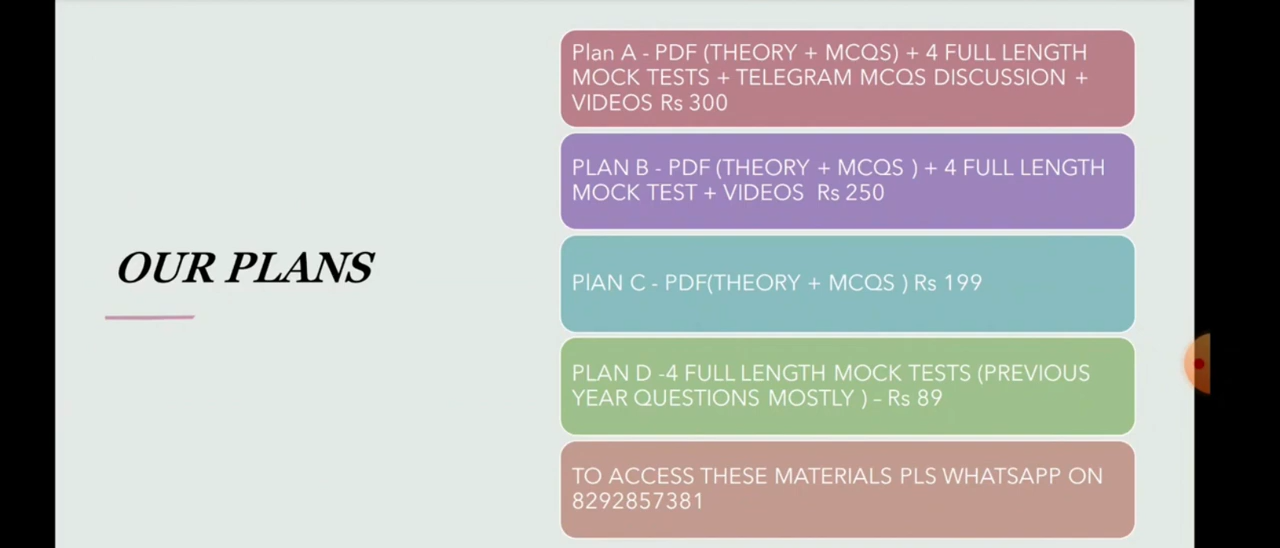 OUR PLANS
Plan A - PDF (THEORY + MCQS) + 4 FULL LENGTH
MOCK TESTS + TELEGRAM MCQS DISCUSSION +
VIDEOS Rs 300
PLAN B - PDF (THEORY + MCQS ) + 4 FULL LENGTH
MOCK TEST + VIDEOS Rs 250
PlAN C - PDF(THEORY + MCQS ) Rs 199
PLAN D -4 FULL LENGTH MOCK TESTS (PREVIOUS
YEAR QUESTIONS MOSTLY ) – Rs 89
TO ACCESS THESE MATERIALS PLS WHATSAPP ON
8292857381